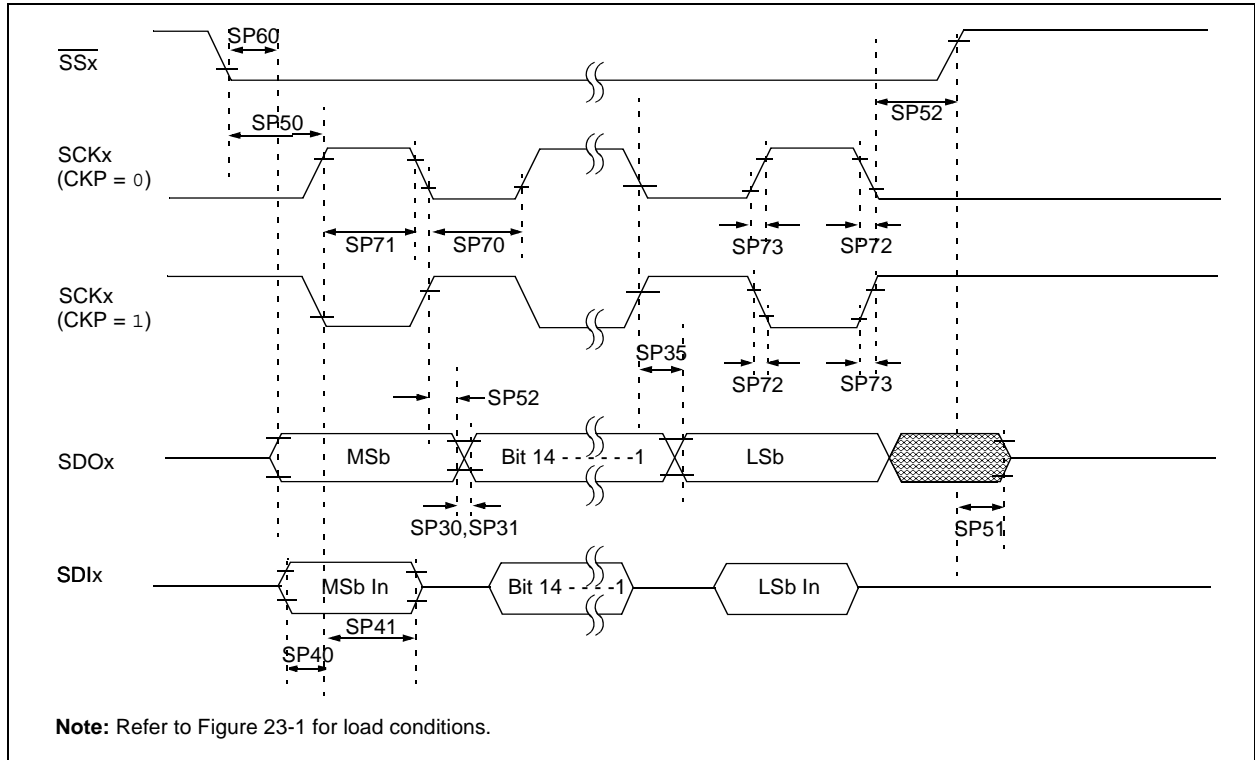 SP60
SSx
SP50
SP52
SCKx
(CKP = 0)
SP71
SP70
SP73
SP72
SCKx
(CKP = 1)
SP35
SP72
SP73
SP52
SDOx
MSb
Bit 14 - - - - - -1
LSb
SP30,SP31
SP51
SDIx
MSb In
Bit 14 - - - -1
LSb In
SP41
SP40
Note: Refer to Figure 23-1 for load conditions.